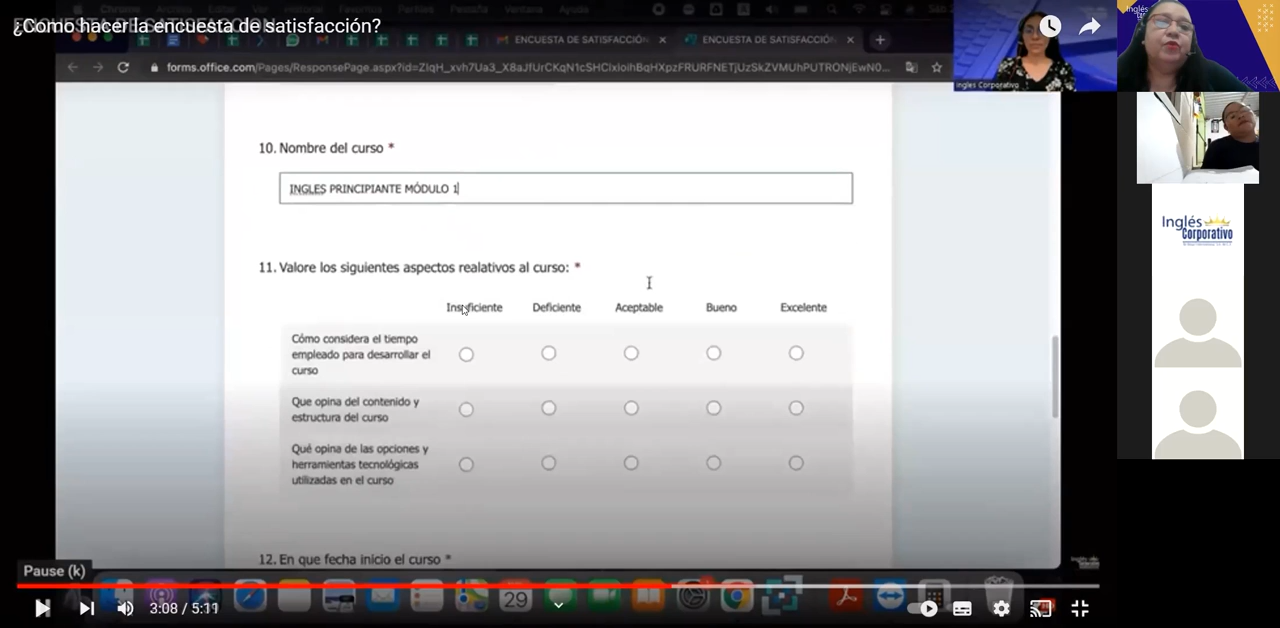 ¿Cómo hacer la encuesta de satisfacción?
ENCUESTA DE SATISFACCIÓN
ENCUESTA DE SATISFACCIÓN
forms.office.com/Pages/ResponsePage.aspx?id=
Ingles Corporativo
Inglés
10. Nombre del curso *
INGLES PRINCIPIANTE MÓDULO 1
11. Valore los siguientes aspectos realativos al curso: *
Insuficiente Deficiente Aceptable Bueno Excelente
Cómo considera el tiempo
empleado para desarrollar el
curso
Que opina del contenido y
estructura del curso
Qué opina de las opciones y
herramientas tecnológicas
utilizadas en el curso
12. En que fecha inicio el curso *
Inglés
Corporativo
Pause (k)
29
3:08 / 5:11